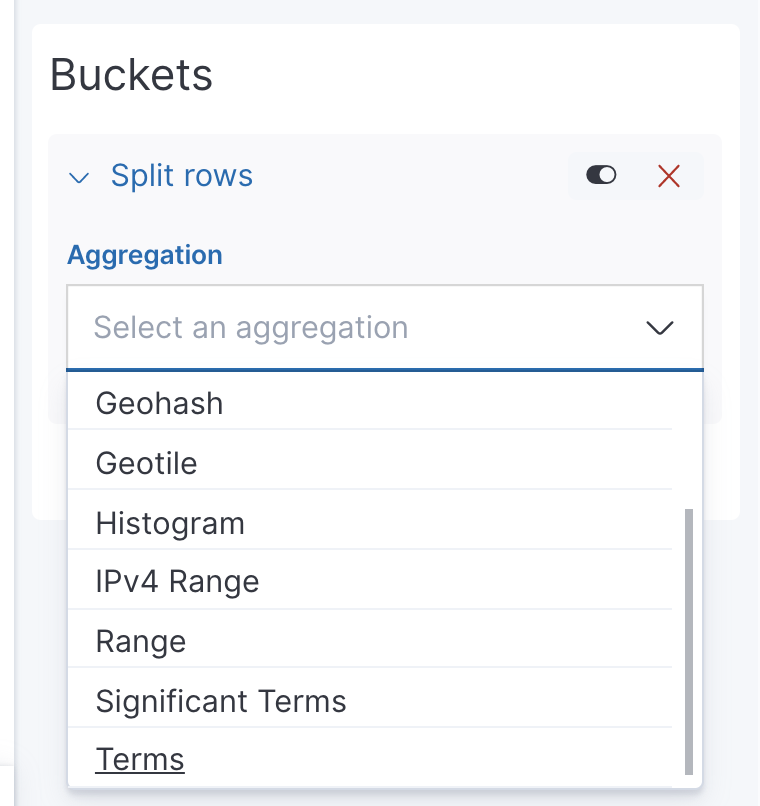 Buckets
Split rows
Aggregation
Select an aggregation
Geohash
Geotile
Histogram
IPv4 Range
Range
Significant Terms
Terms